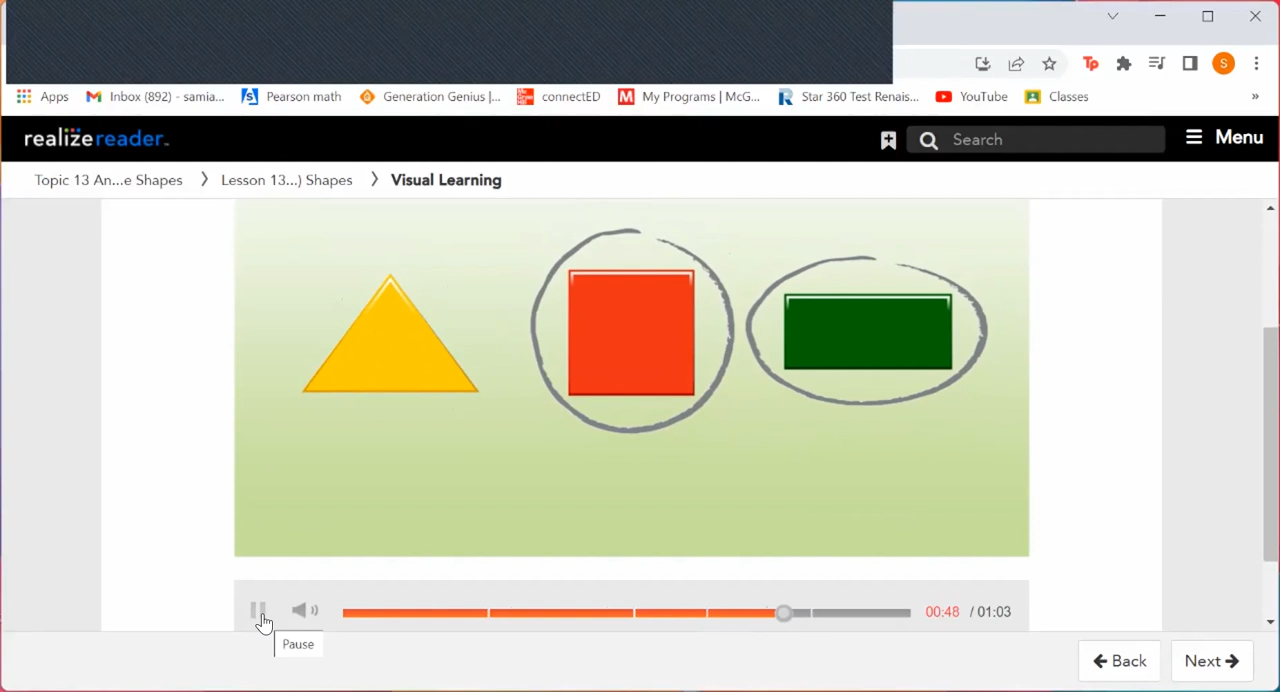 Apps Inbox (892) - samia... Pearson math Generation Genius |... connectED My Programs | McG... Star 360 Test Renais... YouTube Classes »
realize reader™ Search Menu
Topic 13 An...e Shapes > Lesson 13...) Shapes > Visual Learning
00:48 / 01:03
Pause
Back Next